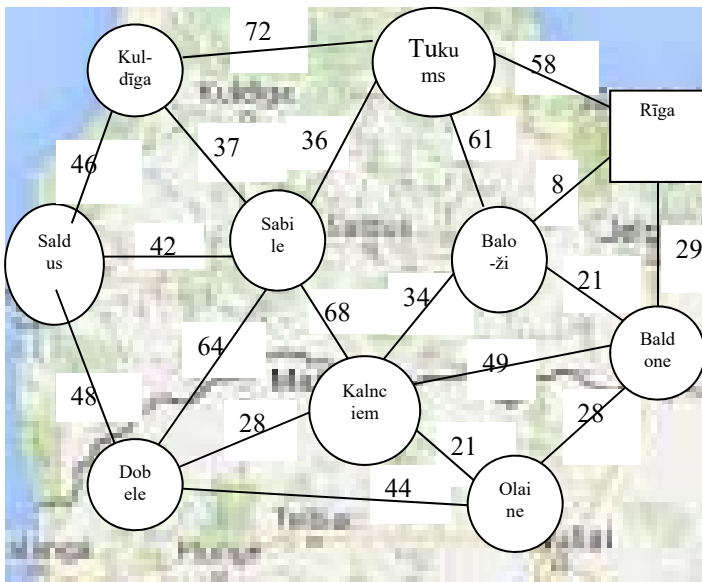 72
58
Kul-
dīga
Tuku
ms
Rīga
46
37
36
61
8
Sabi
le
Sald
us
42
Balo
-ži
29
21
34
68
64
49
Bald
one
Kalnc
iem
48
28
28
21
Dob
ele
44
Olai
ne